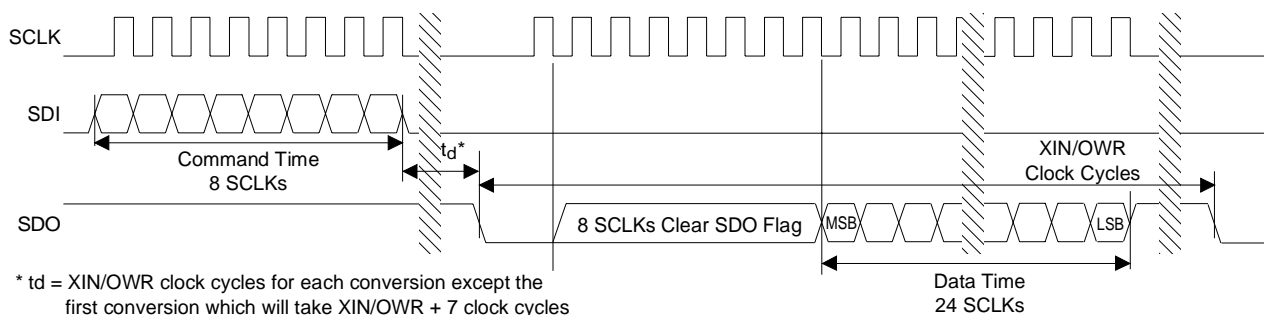 SCLK
SDI
Command Time
8 SCLKs
td*
XIN/OWR
Clock Cycles
SDO
8 SCLKs Clear SDO Flag
MSB
LSB
Data Time
24 SCLKs
* td = XIN/OWR clock cycles for each conversion except the
first conversion which will take XIN/OWR + 7 clock cycles